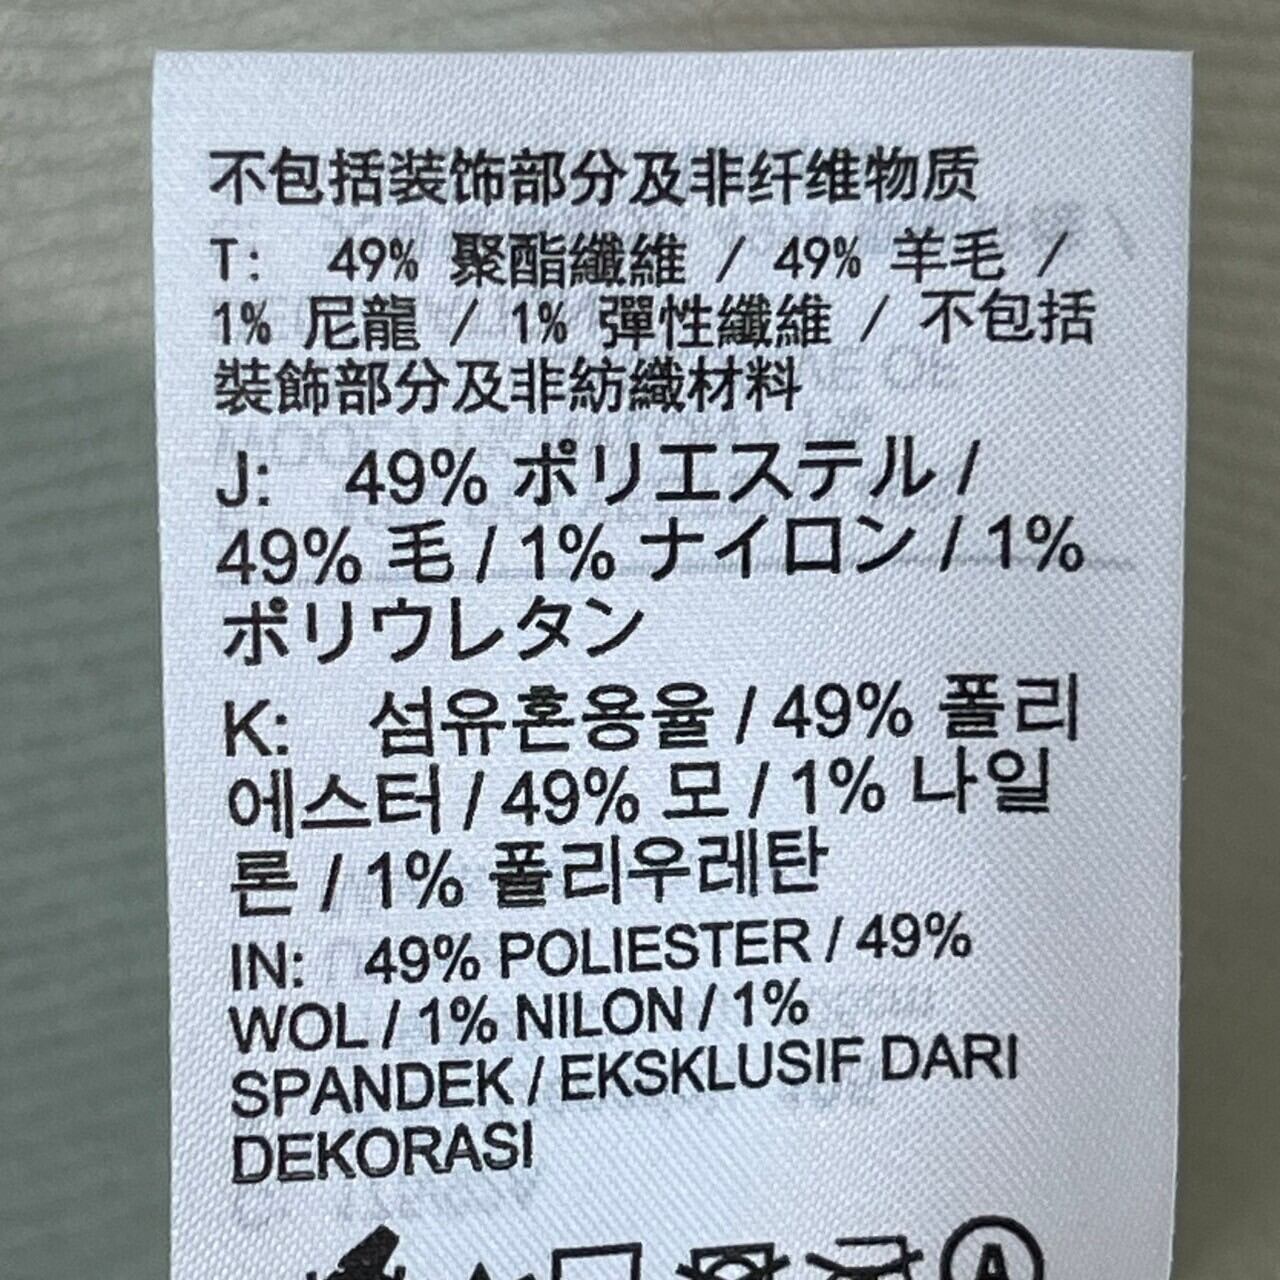 不包括装饰部分及非纤维物质
T: 49% 聚酯纖維 / 49% 羊毛 /
1% 尼龍 / 1% 彈性纖維 / 不包括
裝飾部分及非紡織材料
J: 49% ポリエステル /
49% 毛 / 1% ナイロン / 1%
ポリウレタン
K: 섬유혼용율 / 49% 폴리
에스터 / 49% 모 / 1% 나일
론 / 1% 폴리우레탄
IN: 49% POLIESTER / 49%
WOL / 1% NILON / 1%
SPANDEK / EKSKLUSIF DARI
DEKORASI
A